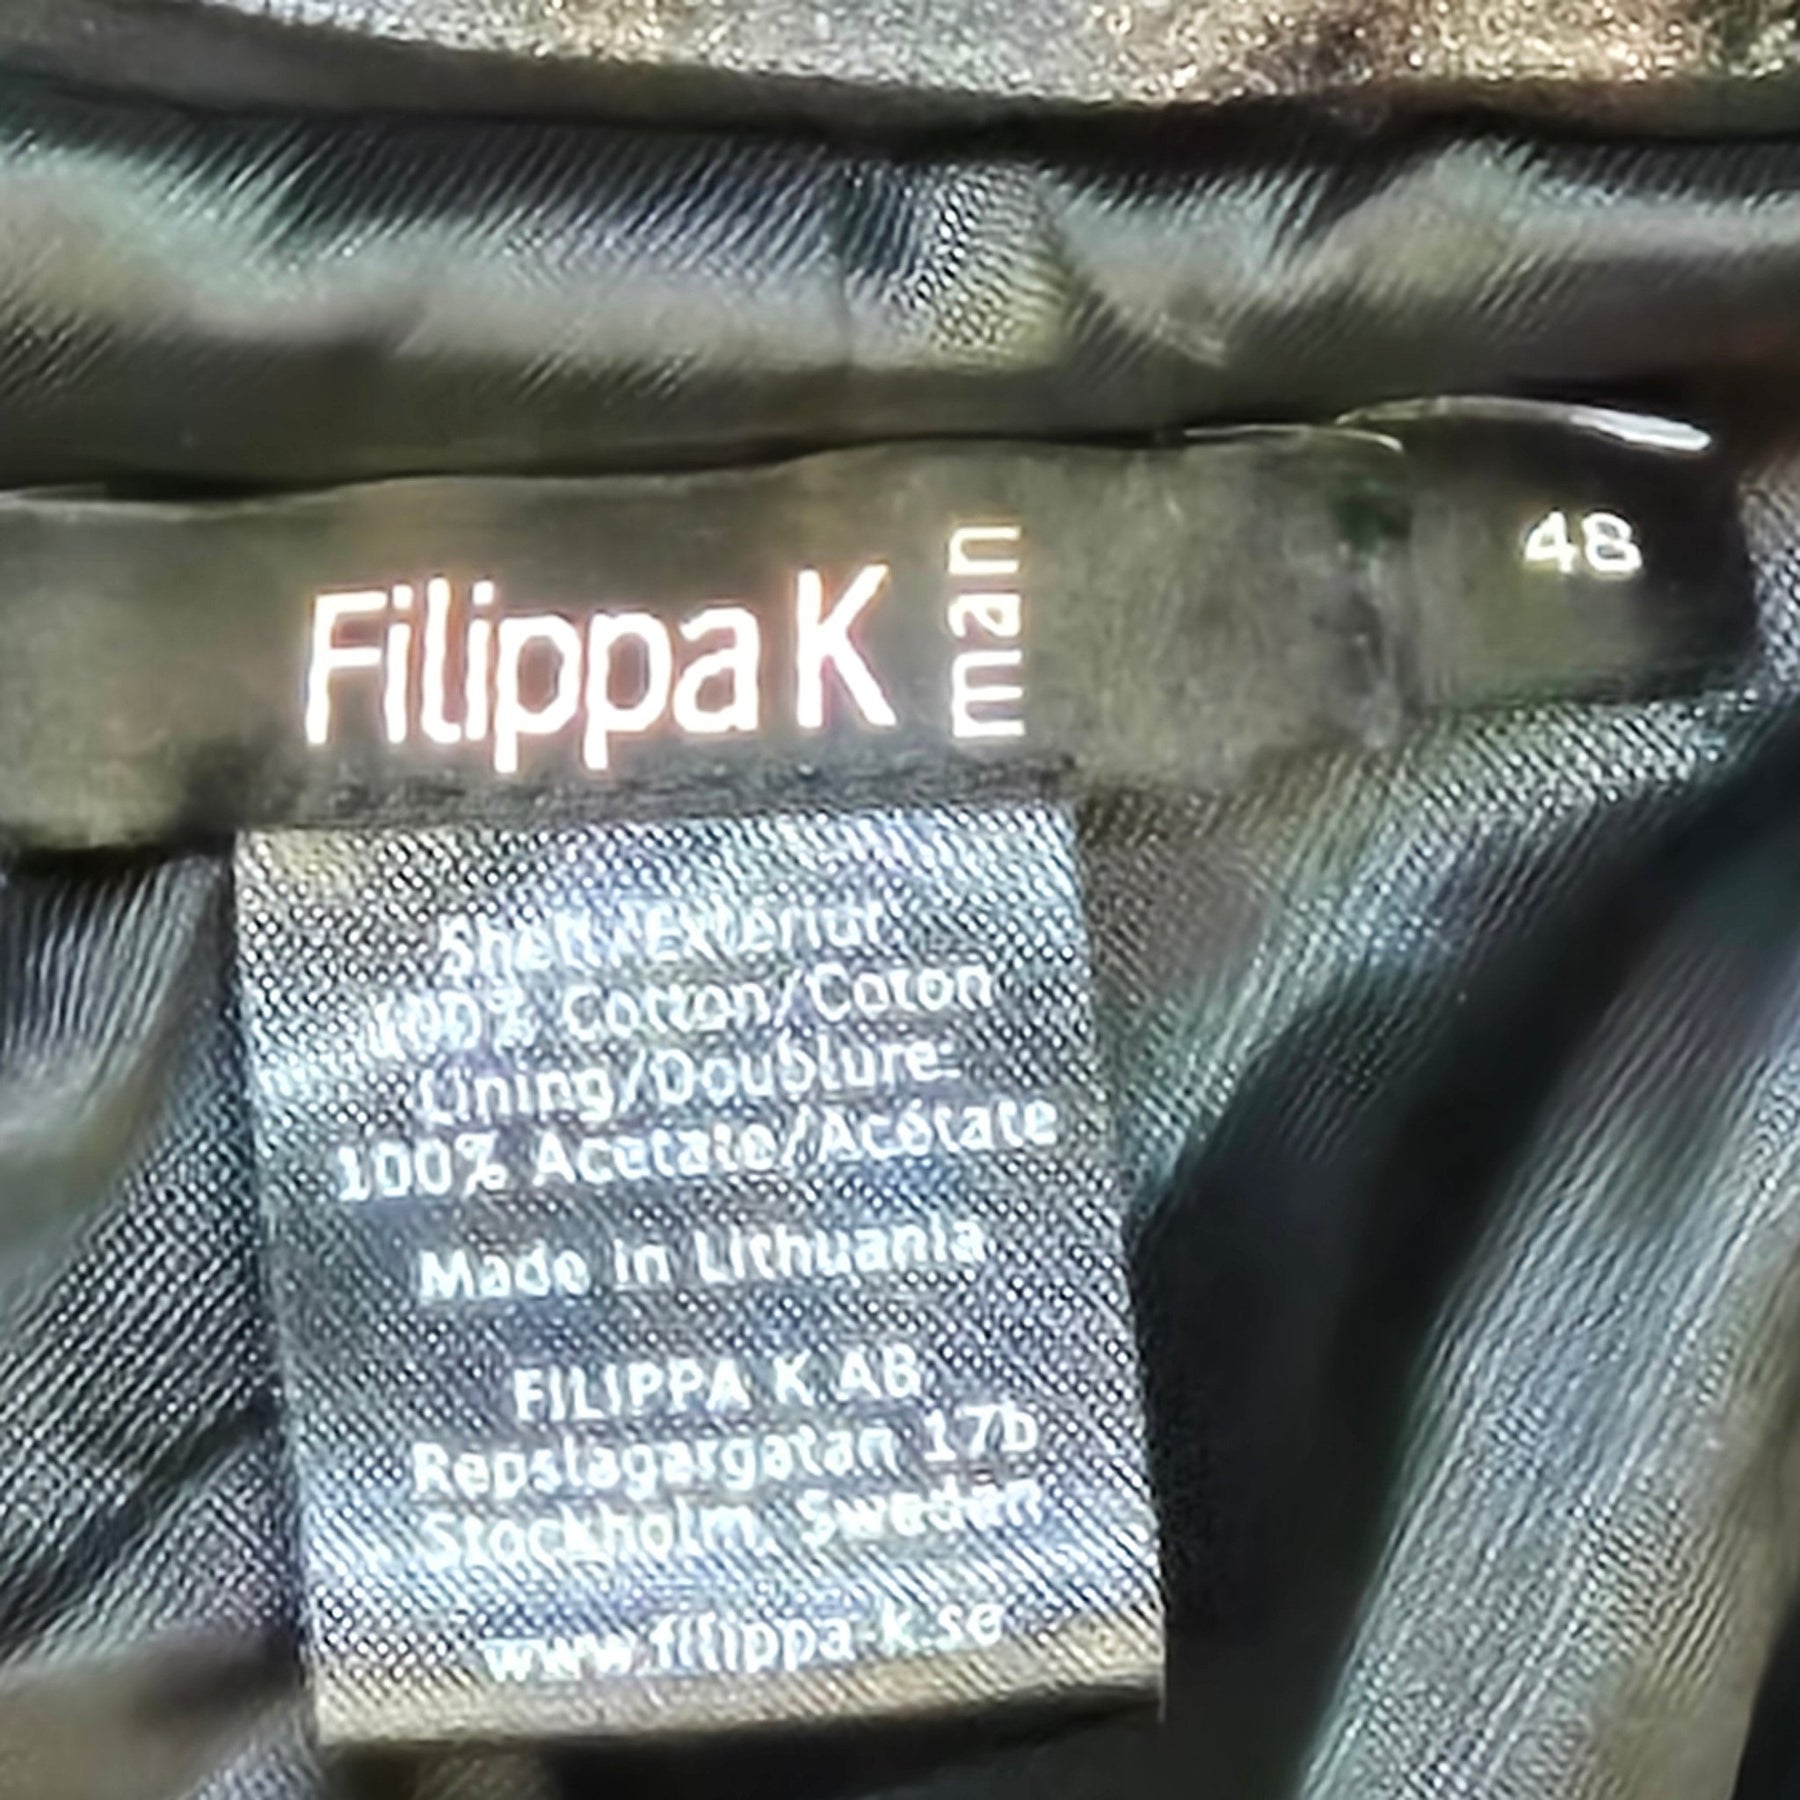 Filippa K man
48
Shell/Exteriur
100% Cotton/Coton
Lining/Doublure
100% Acetate/Acétate
Made in Lithuania
FILIPPA K AB
Repslagargatan 17b
Stockholm, Sweden
www.filippa-k.se